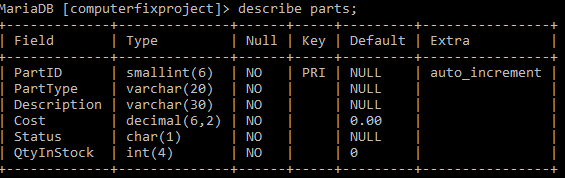 MariaDB [computerfixproject]> describe parts;
+-------------+--------------+------+-----+---------+----------------+
| Field | Type | Null | Key | Default | Extra |
+-------------+--------------+------+-----+---------+----------------+
| PartID | smallint(6) | NO | PRI | NULL | auto_increment |
| PartType | varchar(20) | NO | | NULL | |
| Description | varchar(30) | NO | | NULL | |
| Cost | decimal(6,2) | NO | | 0.00 | |
| Status | char(1) | NO | | NULL | |
| QtyInStock | int(4) | NO | | 0 | |
+-------------+--------------+------+-----+---------+----------------+